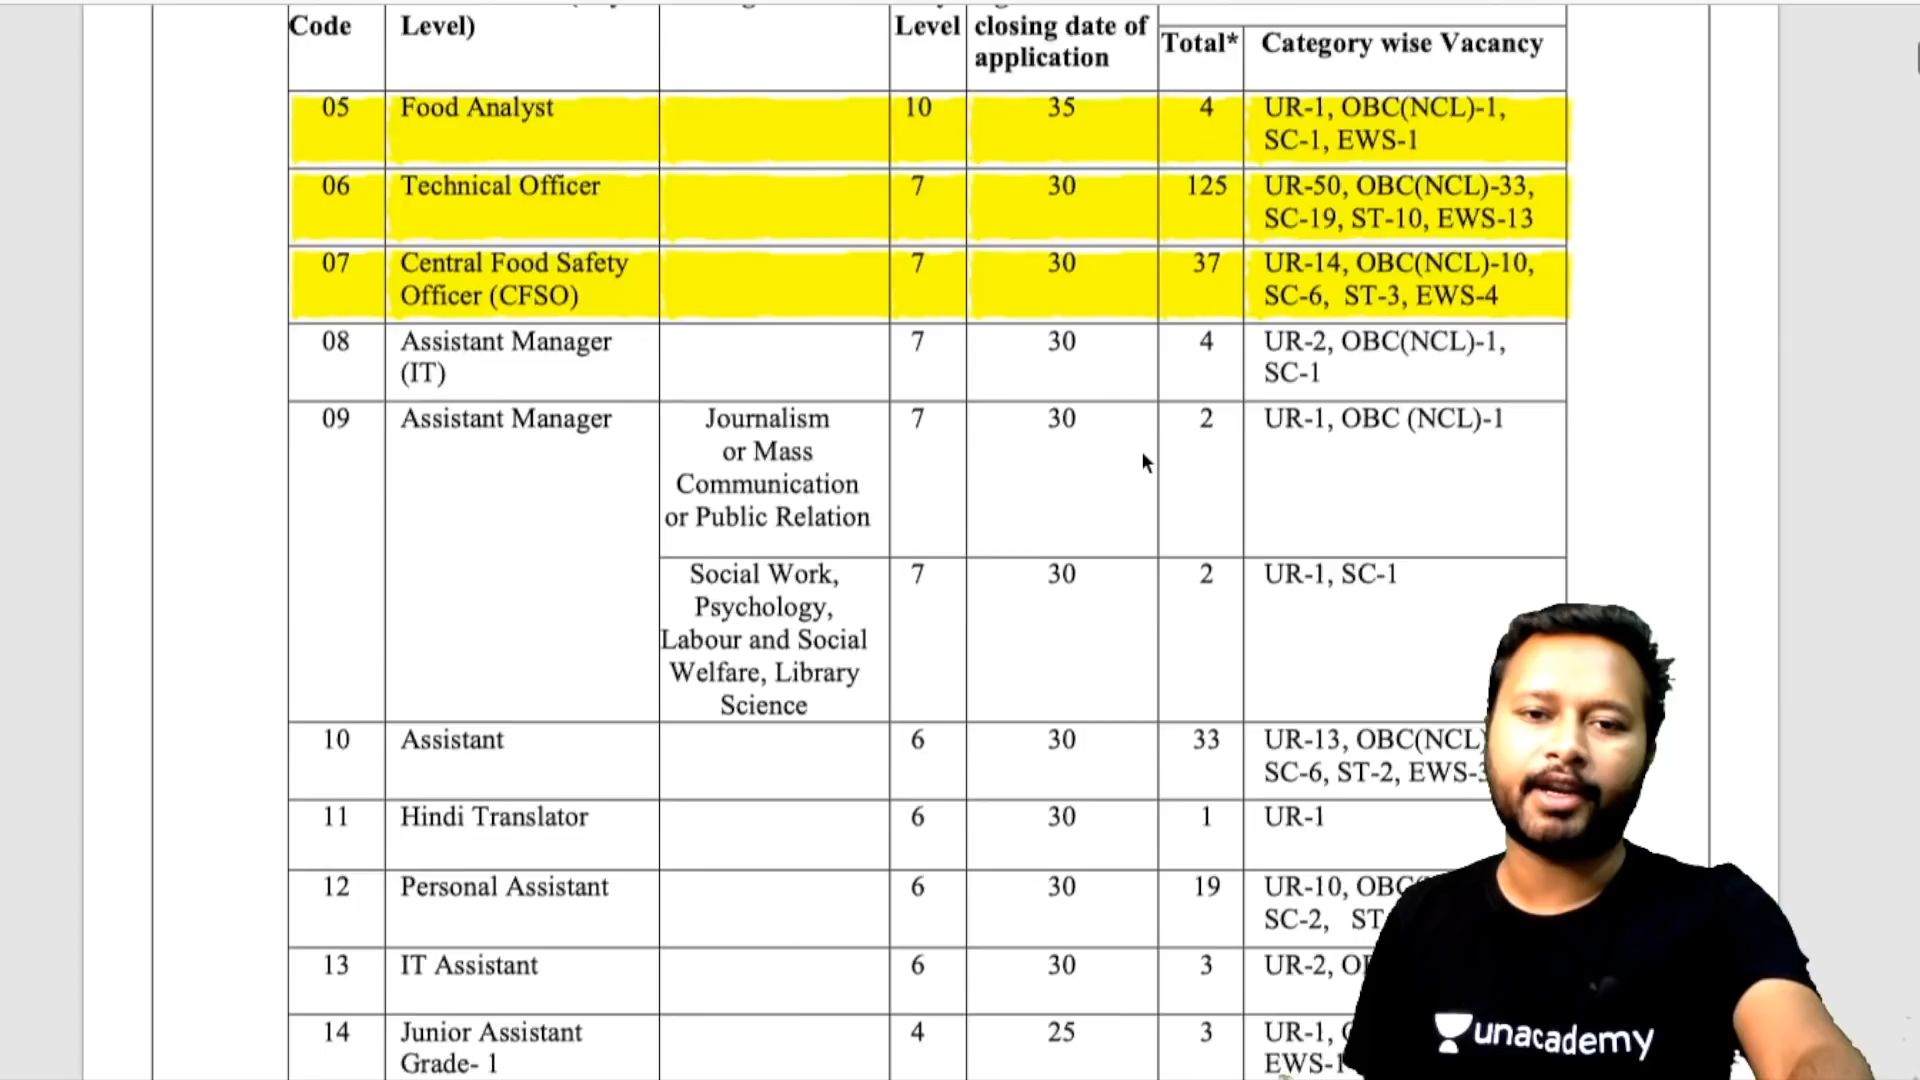 Code
Level)
Level
closing date of
application
Total*
Category wise Vacancy
05
Food Analyst
10
35
4
UR-1, OBC(NCL)-1,
SC-1, EWS-1
06
Technical Officer
7
30
125
UR-50, OBC(NCL)-33,
SC-19, ST-10, EWS-13
07
Central Food Safety
Officer (CFSO)
7
30
37
UR-14, OBC(NCL)-10,
SC-6, ST-3, EWS-4
08
Assistant Manager
(IT)
7
30
4
UR-2, OBC(NCL)-1,
SC-1
09
Assistant Manager
Journalism
or Mass
Communication
or Public Relation
7
30
2
UR-1, OBC (NCL)-1
Social Work,
Psychology,
Labour and Social
Welfare, Library
Science
7
30
2
UR-1, SC-1
10
Assistant
6
30
33
UR-13, OBC(NCL)
SC-6, ST-2, EWS-3
11
Hindi Translator
6
30
1
UR-1
12
Personal Assistant
6
30
19
UR-10, OBC
SC-2, ST
13
IT Assistant
6
30
3
UR-2,
14
Junior Assistant
Grade- 1
4
25
3
UR-1,
EWS-1
unacademy